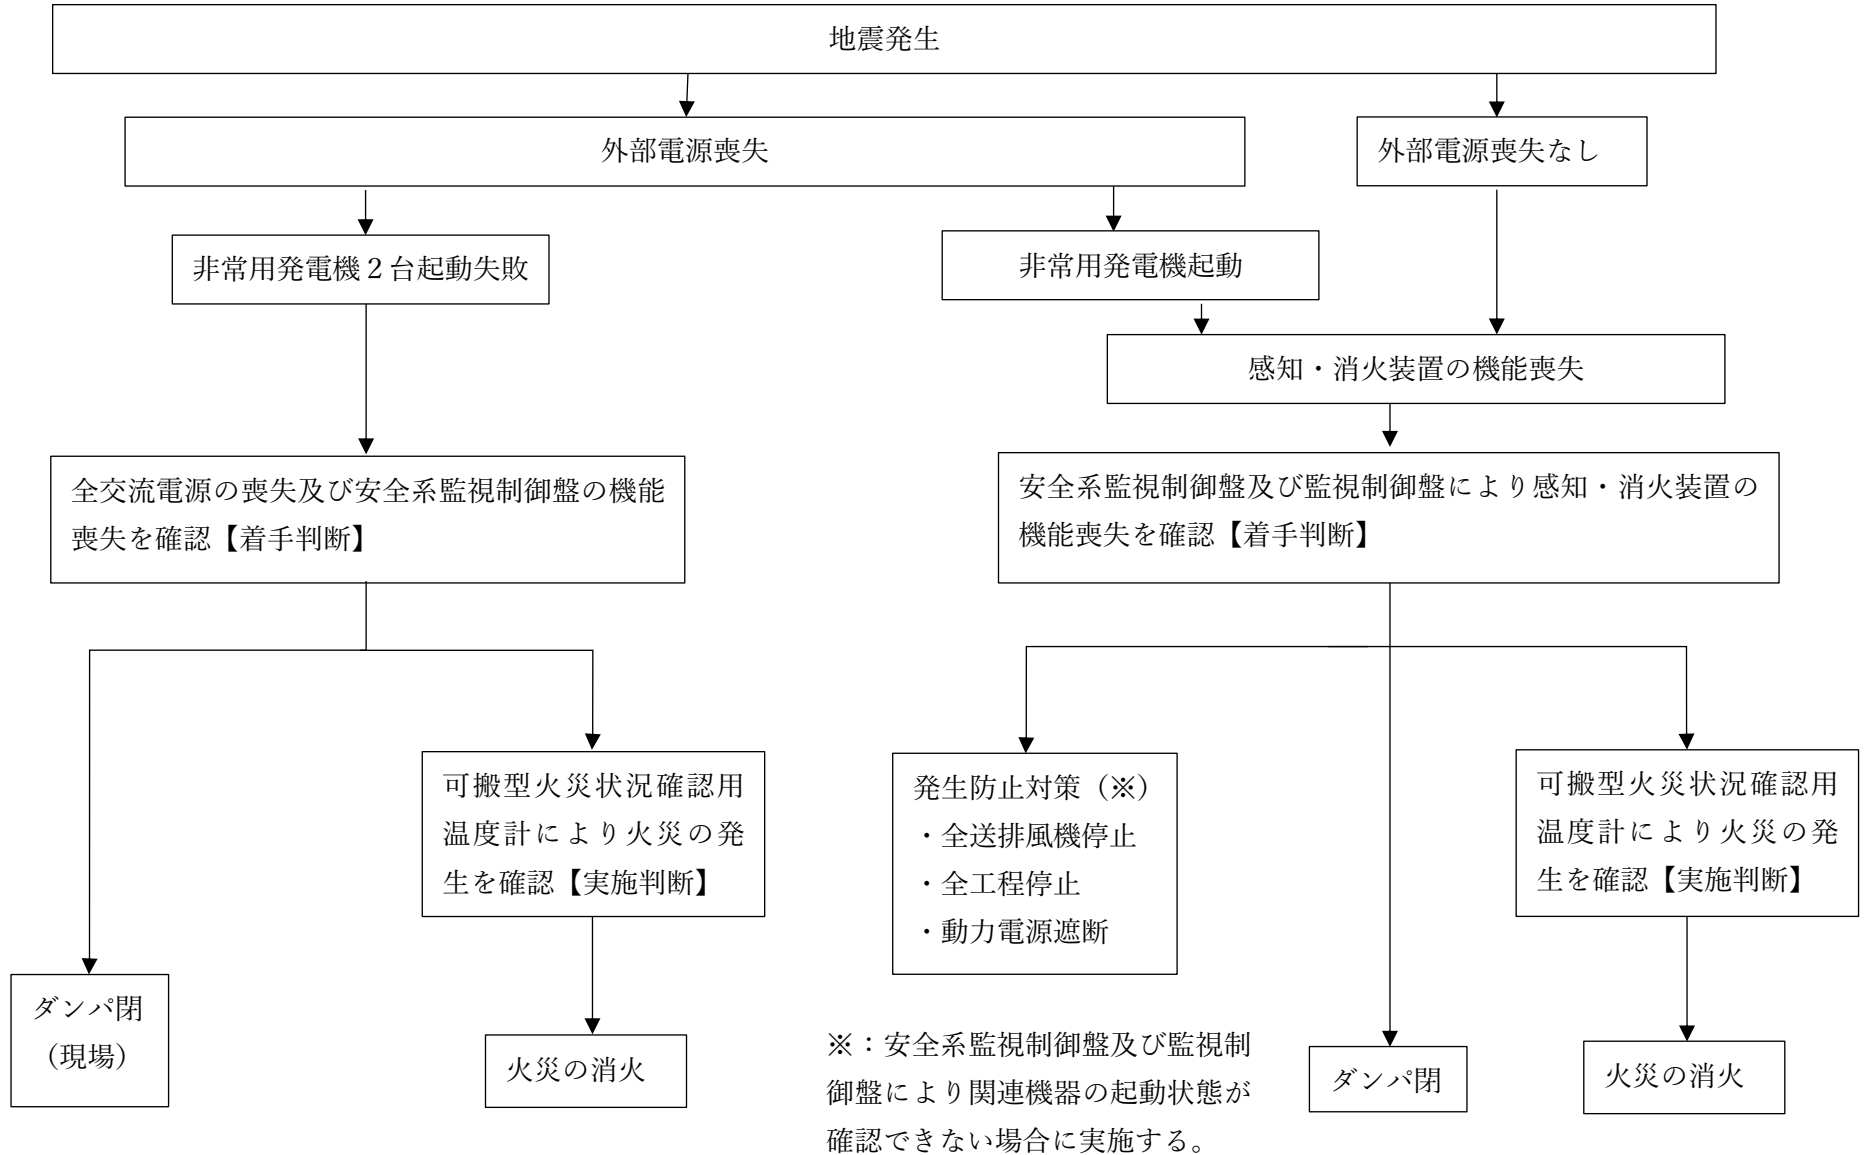 地震発生
外部電源喪失
外部電源喪失なし
非常用発電機２台起動失敗
非常用発電機起動
感知・消火装置の機能喪失
全交流電源の喪失及び安全系監視制御盤の機能
喪失を確認【着手判断】
安全系監視制御盤及び監視制御盤により感知・消火装置の
機能喪失を確認【着手判断】
可搬型火災状況確認用
温度計により火災の発
生を確認【実施判断】
発生防止対策（※）
・全送排風機停止
・全工程停止
・動力電源遮断
可搬型火災状況確認用
温度計により火災の発
生を確認【実施判断】
ダンパ閉
（現場）
火災の消火
※：安全系監視制御盤及び監視制
御盤により関連機器の起動状態が
確認できない場合に実施する。
ダンパ閉
火災の消火